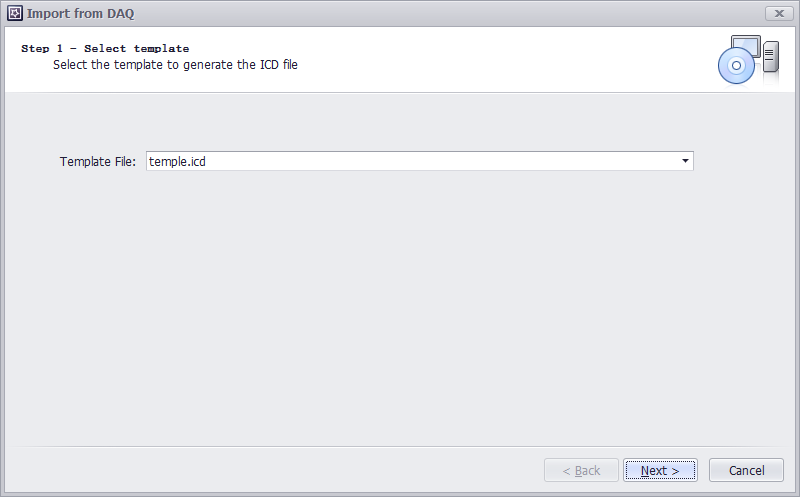 Import from DAQ
Step 1 - Select template
Select the template to generate the ICD file
Template File: temple.icd
< Back Next > Cancel